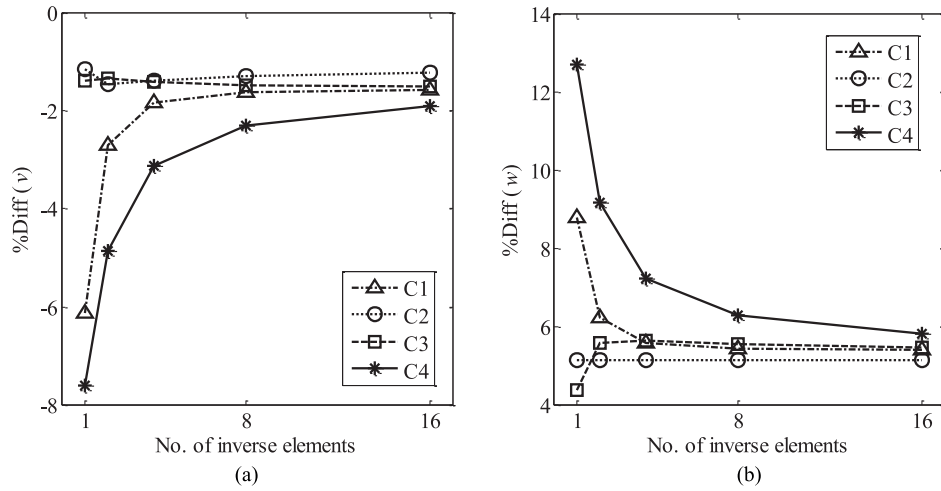 0
-2
-4
-6
-8
%Diff (v)
C1
C2
C3
C4
1
8
16
No. of inverse elements
(a)
14
12
10
8
6
4
%Diff (w)
C1
C2
C3
C4
1
8
16
No. of inverse elements
(b)